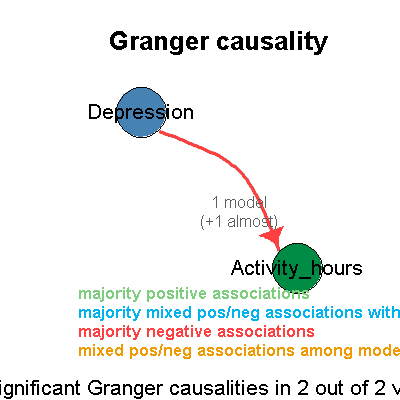 Granger causality
Depression
1 model
(+1 almost)
Activity_hours
majority positive associations
majority mixed pos/neg associations with
majority negative associations
mixed pos/neg associations among mode
ignificant Granger causalities in 2 out of 2 v